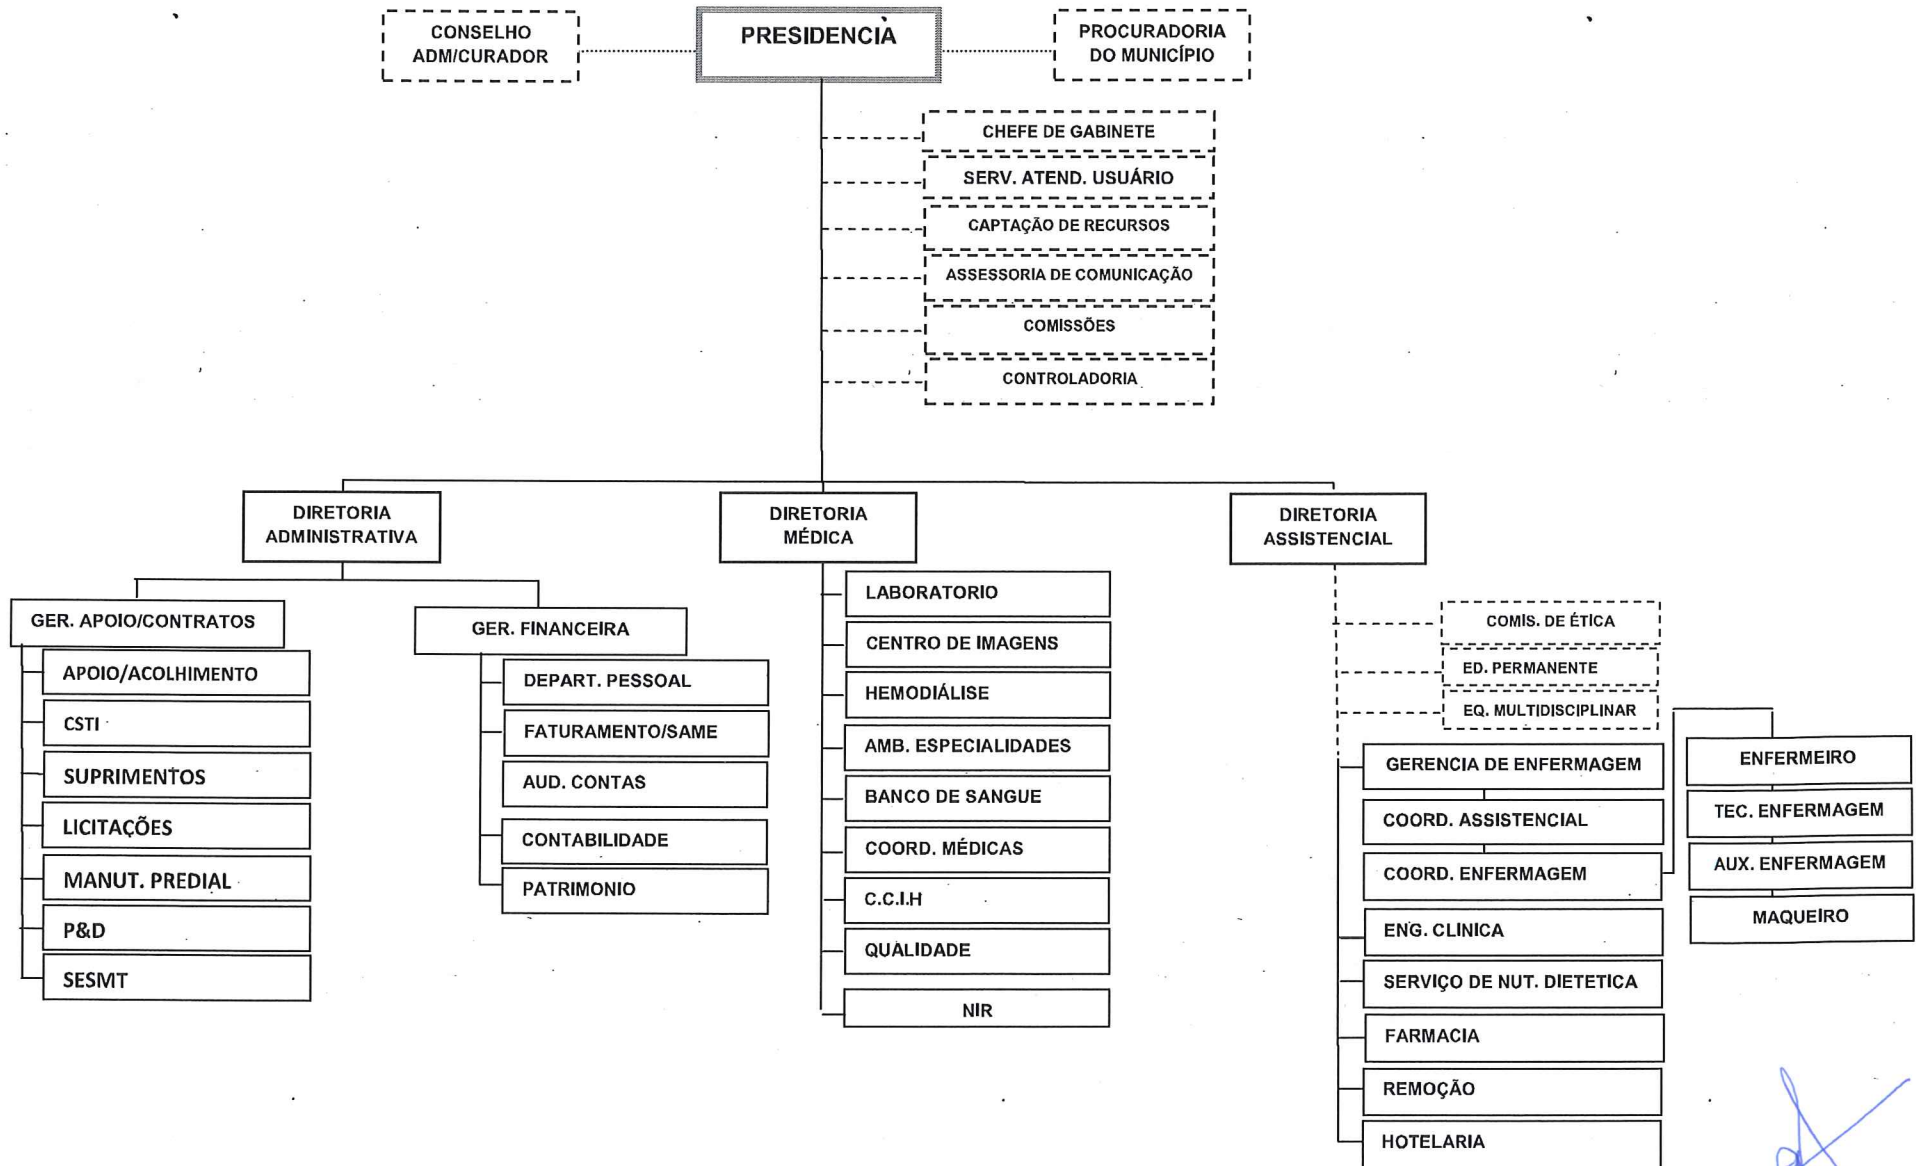 CONSELHO
ADM/CURADOR
PRESIDENCIA
PROCURADORIA
DO MUNICÍPIO
CHEFE DE GABINETE
SERV. ATEND. USUÁRIO
CAPTAÇÃO DE RECURSOS
ASSESSORIA DE COMUNICAÇÃO
COMISSÕES
CONTROLADORIA
DIRETORIA
ADMINISTRATIVA
GER. APOIO/CONTRATOS
APOIO/ACOLHIMENTO
CSTI
SUPRIMENTOS
LICITAÇÕES
MANUT. PREDIAL
P&D
SESMT
GER. FINANCEIRA
DEPART. PESSOAL
FATURAMENTO/SAME
AUD. CONTAS
CONTABILIDADE
PATRIMONIO
DIRETORIA
MÉDICA
LABORATORIO
CENTRO DE IMAGENS
HEMODIÁLISE
AMB. ESPECIALIDADES
BANCO DE SANGUE
COORD. MÉDICAS
C.C.I.H
QUALIDADE
NIR
DIRETORIA
ASSISTENCIAL
COMIS. DE ÉTICA
ED. PERMANENTE
EQ. MULTIDISCIPLINAR
GERENCIA DE ENFERMAGEM
COORD. ASSISTENCIAL
COORD. ENFERMAGEM
ENG. CLINICA
SERVIÇO DE NUT. DIETETICA
FARMACIA
REMOÇÃO
HOTELARIA
ENFERMEIRO
TEC. ENFERMAGEM
AUX. ENFERMAGEM
MAQUEIRO